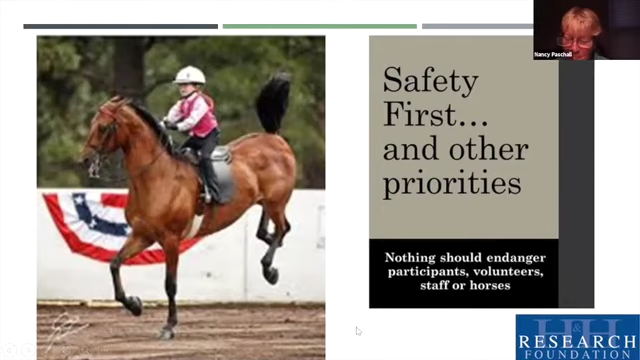 Nancy Paschall
Safety
First...
and other
priorities
Nothing should endanger
participants, volunteers,
staff or horses
H&H
RESEARCH
FOUNDATION